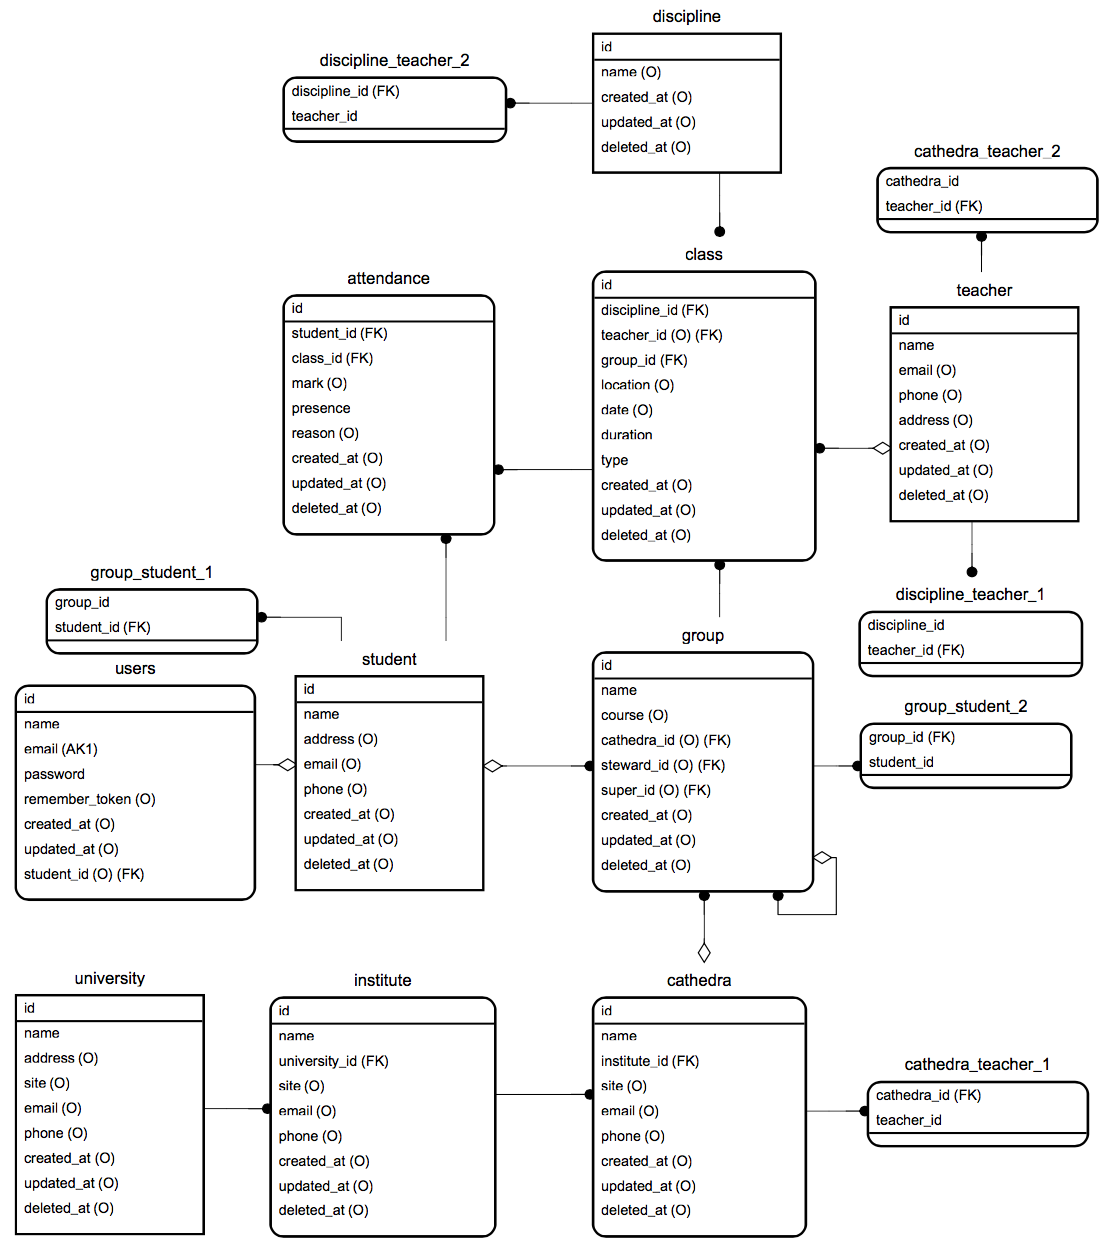 discipline
id
name (O)
created_at (O)
updated_at (O)
deleted_at (O)
discipline_teacher_2
discipline_id (FK)
teacher_id
cathedra_teacher_2
cathedra_id
teacher_id (FK)
class
id
discipline_id (FK)
teacher_id (O) (FK)
group_id (FK)
location (O)
date (O)
duration
type
created_at (O)
updated_at (O)
deleted_at (O)
attendance
id
student_id (FK)
class_id (FK)
mark (O)
presence
reason (O)
created_at (O)
updated_at (O)
deleted_at (O)
teacher
id
name
email (O)
phone (O)
address (O)
created_at (O)
updated_at (O)
deleted_at (O)
group_student_1
group_id
student_id (FK)
discipline_teacher_1
discipline_id
teacher_id (FK)
users
id
name
email (AK1)
password
remember_token (O)
created_at (O)
updated_at (O)
student_id (O) (FK)
student
id
name
address (O)
email (O)
phone (O)
created_at (O)
updated_at (O)
deleted_at (O)
group
id
name
course (O)
cathedra_id (O) (FK)
steward_id (O) (FK)
super_id (O) (FK)
created_at (O)
updated_at (O)
deleted_at (O)
group_student_2
group_id (FK)
student_id
university
id
name
address (O)
site (O)
email (O)
phone (O)
created_at (O)
updated_at (O)
deleted_at (O)
institute
id
name
university_id (FK)
site (O)
email (O)
phone (O)
created_at (O)
updated_at (O)
deleted_at (O)
cathedra
id
name
institute_id (FK)
site (O)
email (O)
phone (O)
created_at (O)
updated_at (O)
deleted_at (O)
cathedra_teacher_1
cathedra_id (FK)
teacher_id